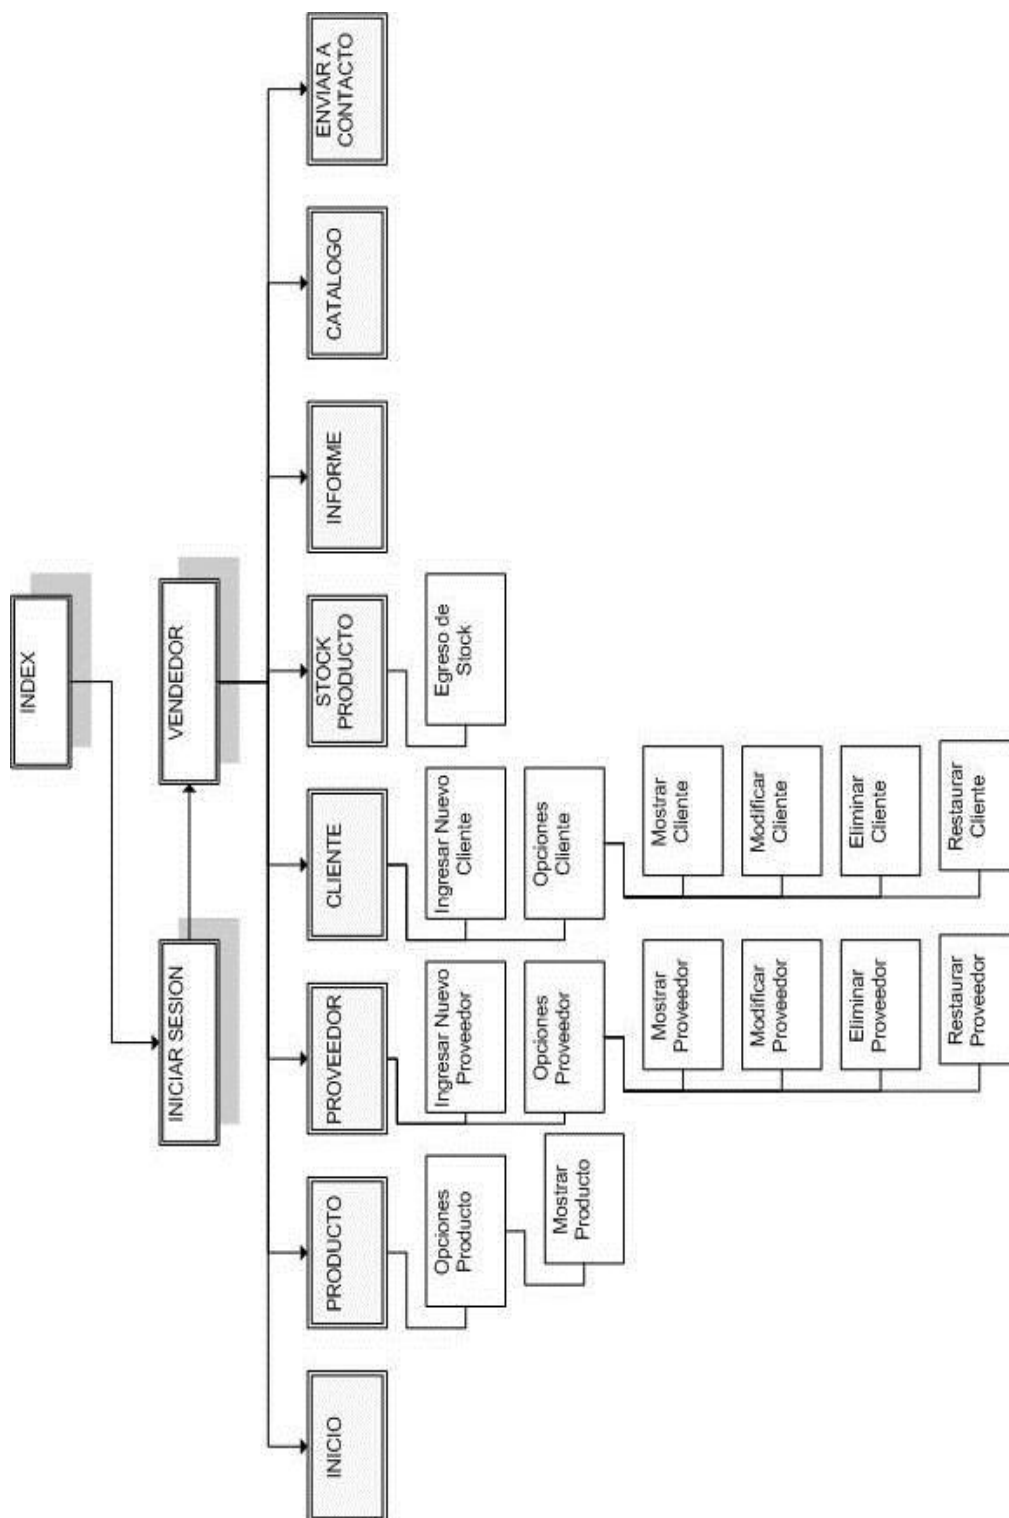 INDEX
INICIAR SESION
VENDEDOR
INICIO
PRODUCTO
PROVEEDOR
CLIENTE
STOCK
PRODUCTO
INFORME
CATALOGO
ENVIAR A
CONTACTO
Opciones
Producto
Mostrar
Producto
Ingresar Nuevo
Proveedor
Opciones
Proveedor
Mostrar
Proveedor
Modificar
Proveedor
Eliminar
Proveedor
Restaurar
Proveedor
Ingresar Nuevo
Cliente
Opciones
Cliente
Mostrar
Cliente
Modificar
Cliente
Eliminar
Cliente
Restaurar
Cliente
Egreso de
Stock